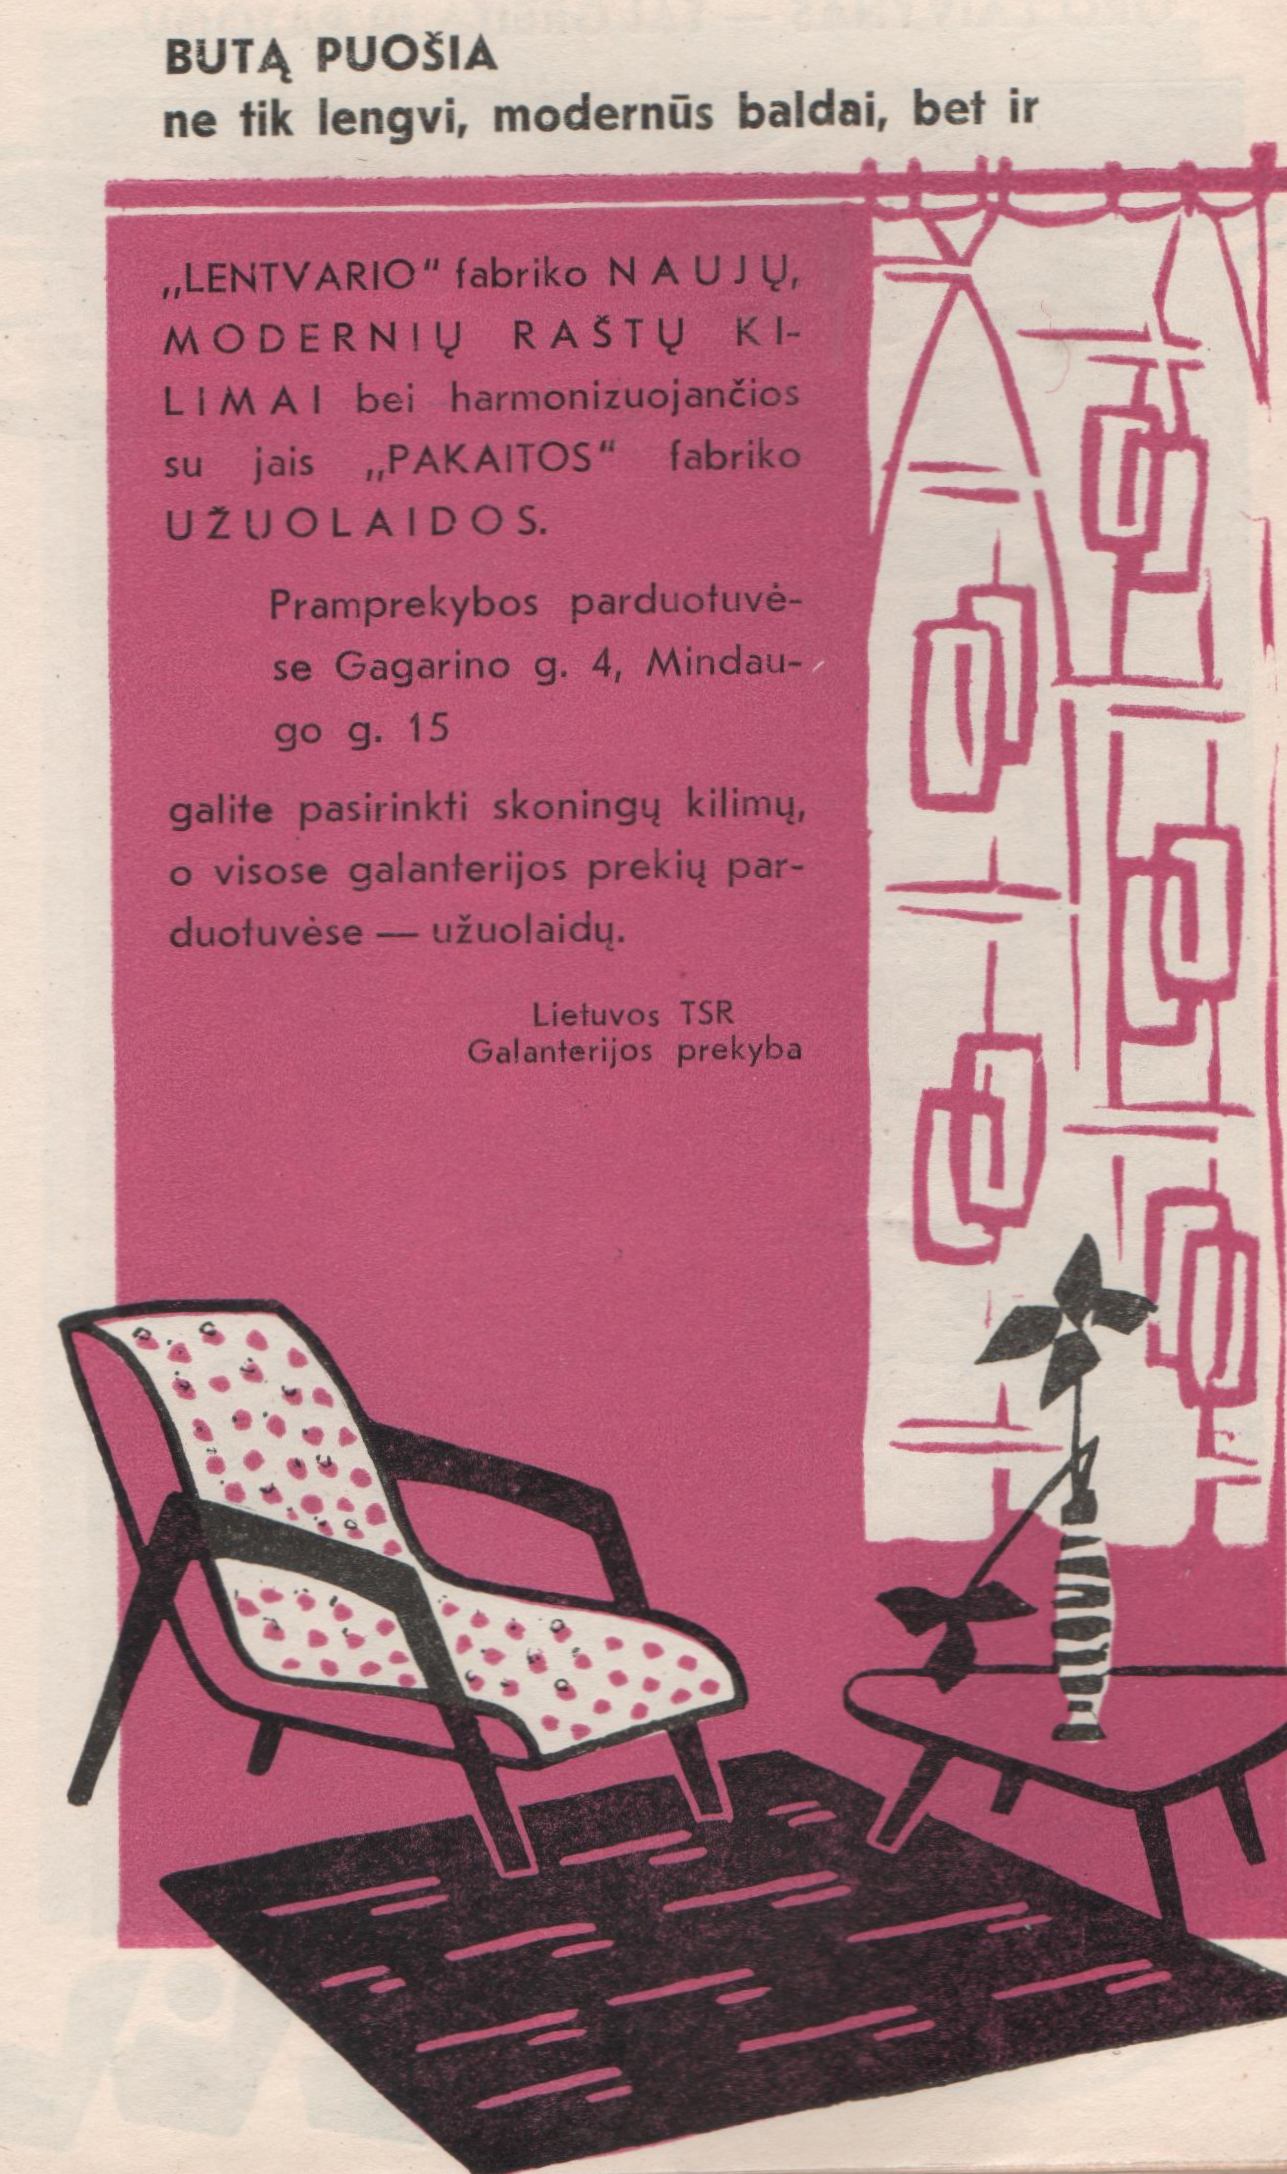 BUTĄ PUOŠIA
ne tik lengvi, modernūs baldai, bet ir
„LENTVARIO“ fabriko NAUJŲ,
MODERNIŲ RAŠTŲ KI-
LIMAI bei harmonizuojančios
su jais „PAKAITOS“ fabriko
UŽUOLAIDOS.
Pramprekybos parduotuvė-
se Gagarino g. 4, Mindau-
go g. 15
galite pasirinkti skoningų kilimų,
o visose galanterijos prekių par-
duotuvėse — užuolaidų.
Lietuvos TSR
Galanterijos prekyba